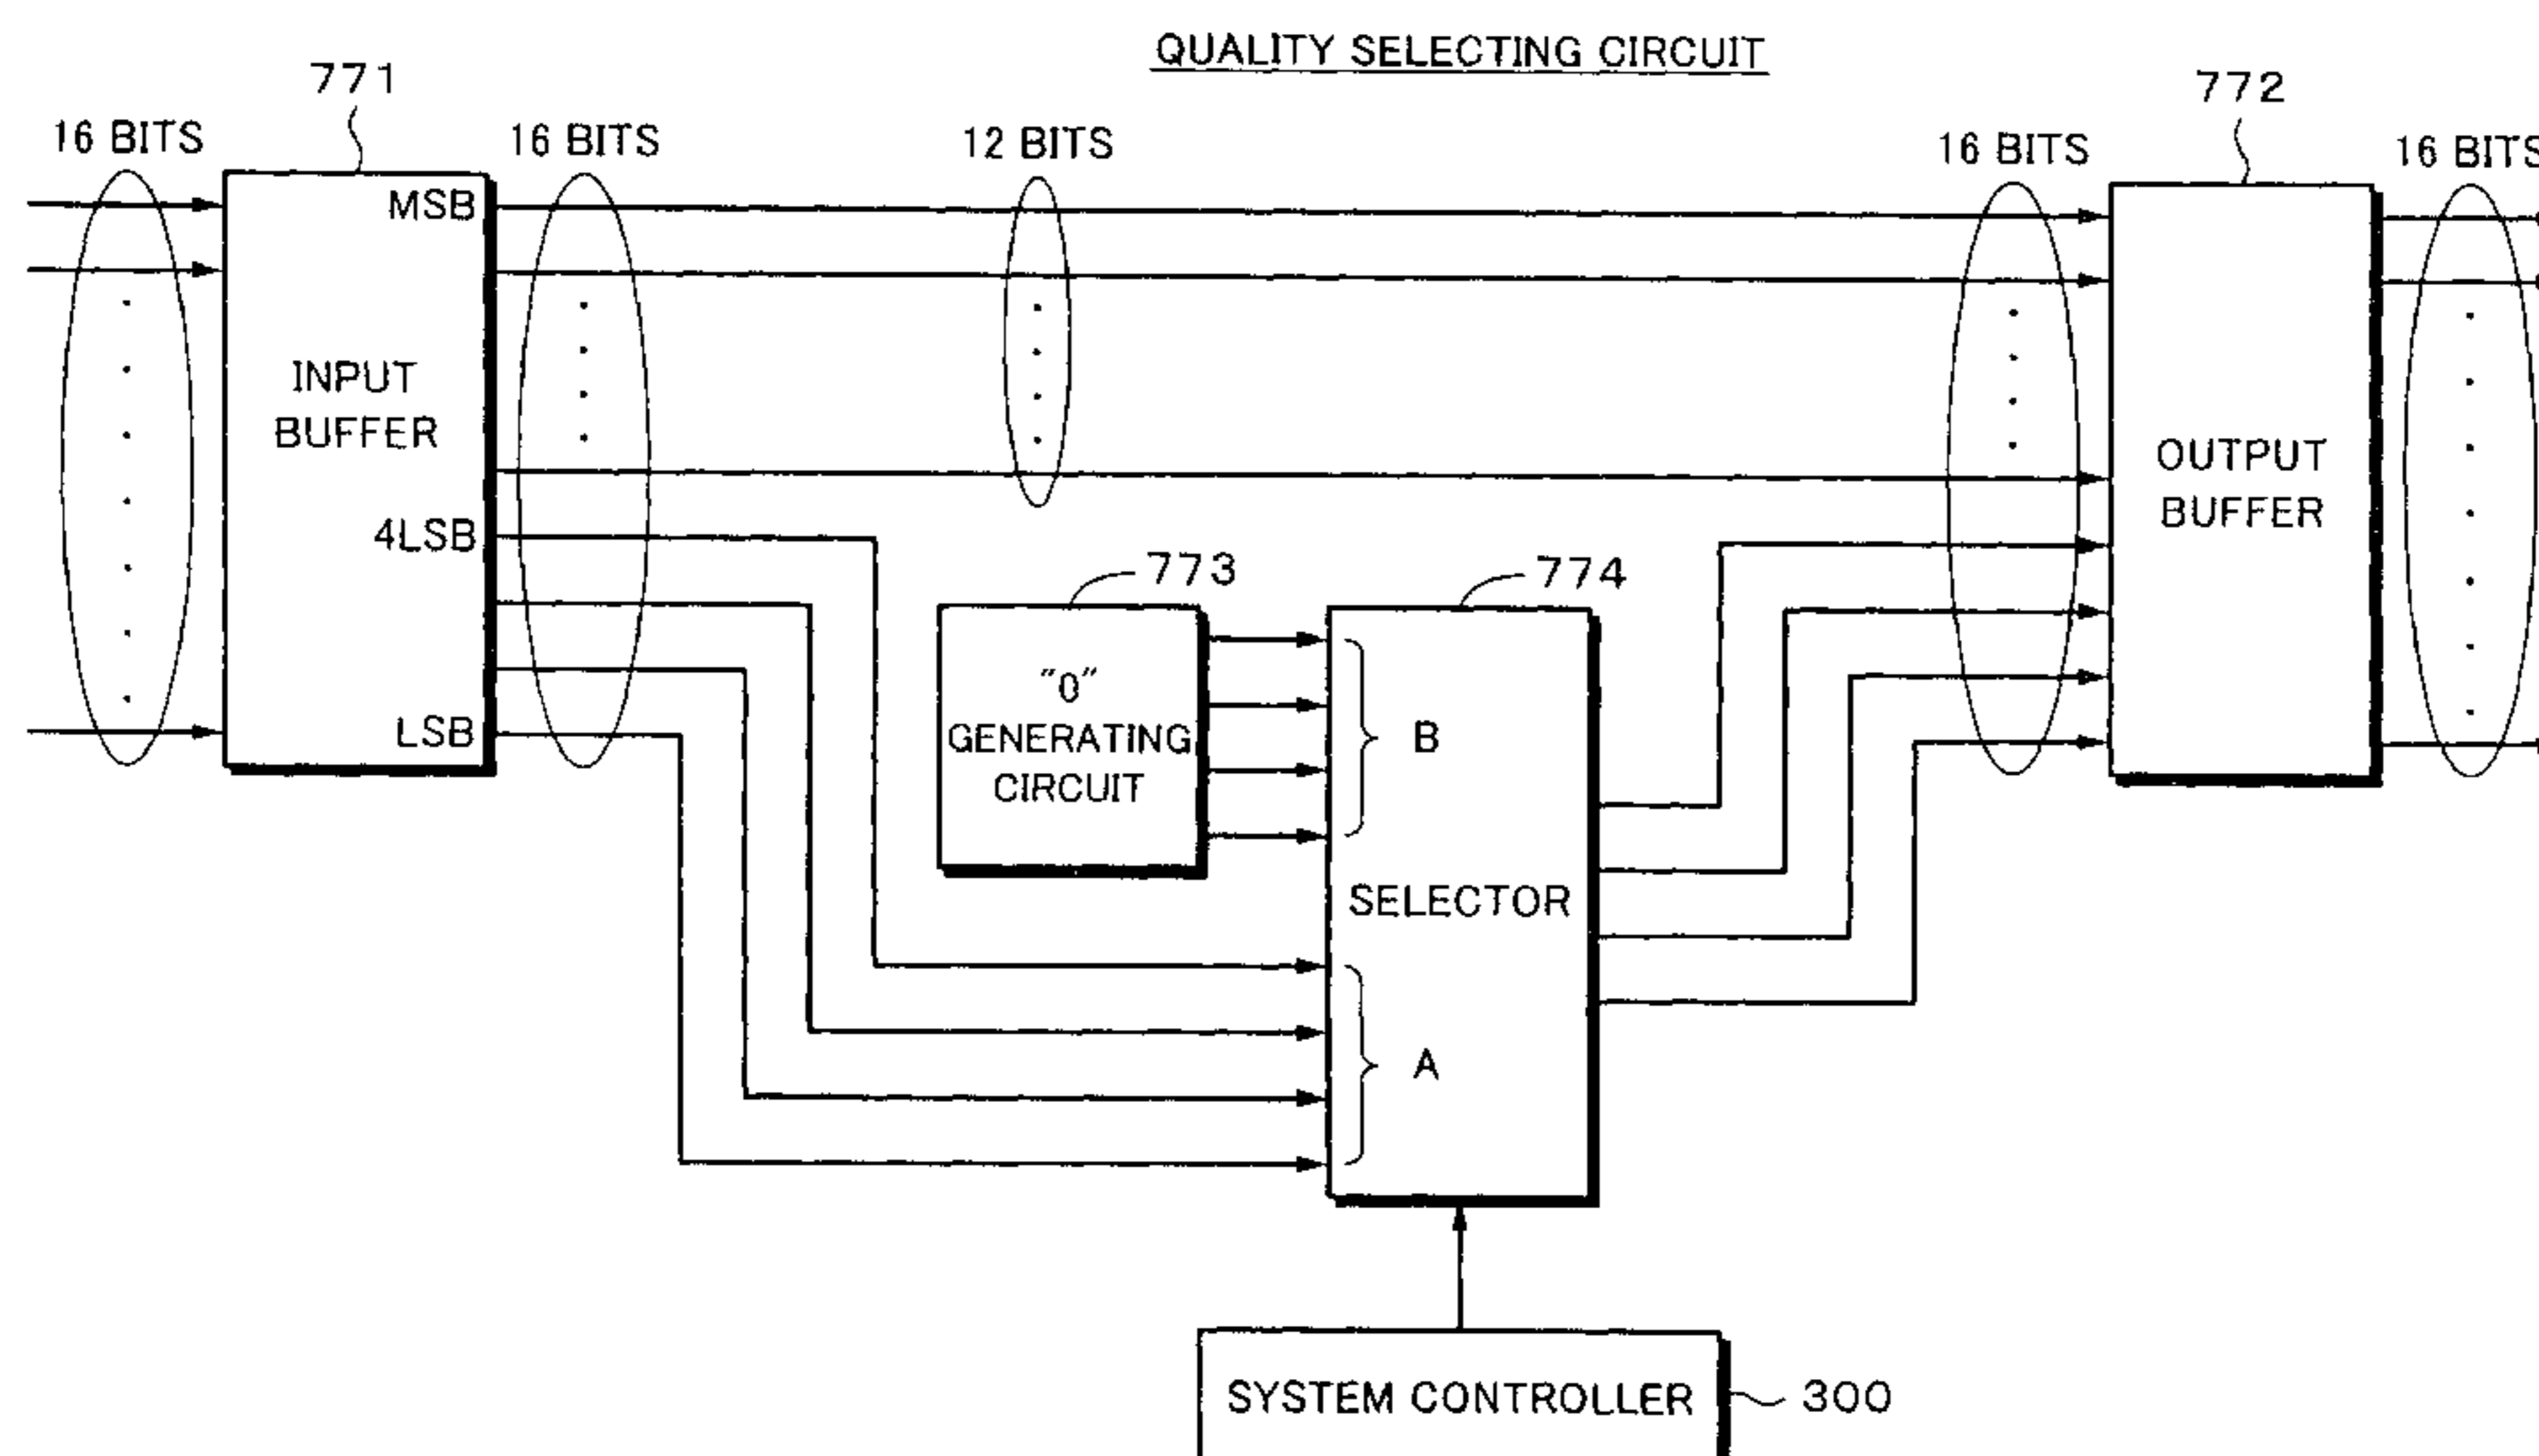 QUALITY SELECTING CIRCUIT
771
772
16 BITS
16 BITS
12 BITS
16 BITS
16 BITS
MSB
INPUT
BUFFER
4LSB
LSB
OUTPUT
BUFFER
773
774
"0"
GENERATING
CIRCUIT
B
SELECTOR
A
SYSTEM CONTROLLER
300